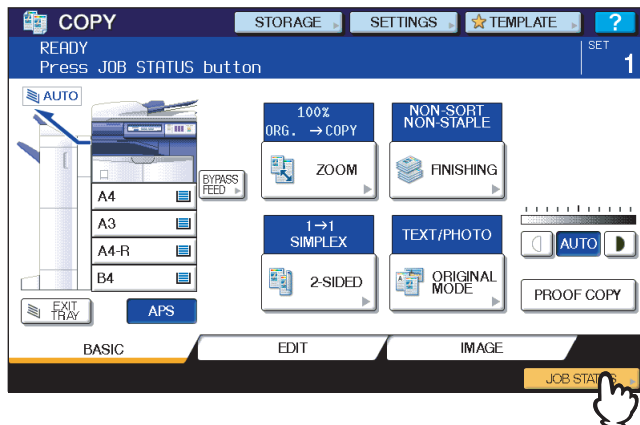 COPY
STORAGE
SETTINGS
TEMPLATE
?
READY
Press JOB STATUS button
SET
1
AUTO
100%
ORG. →COPY
ZOOM
NON-SORT
NON-STAPLE
FINISHING
BYPASS
FEED
A4
A3
A4-R
B4
1→1
SIMPLEX
2-SIDED
TEXT/PHOTO
ORIGINAL
MODE
AUTO
PROOF COPY
EXIT
TRAY
APS
BASIC
EDIT
IMAGE
JOB STATUS